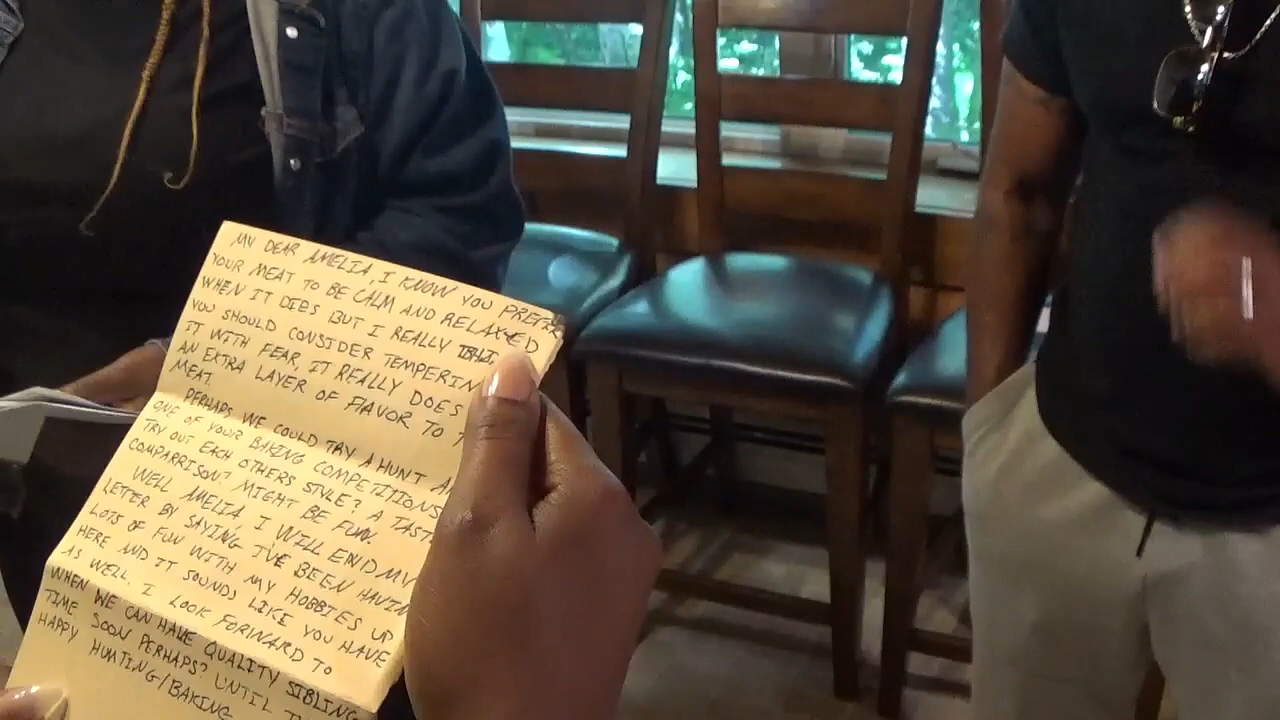 MY DEAR AMELIA, I KNOW YOU PREFER
YOUR MEAT TO BE CALM AND RELAXED
WHEN IT DIES BUT I REALLY
YOU SHOULD CONSIDER TEMPERIN
IT WITH FEAR, IT REALLY DOES
AN EXTRA LAYER OF FLAVOR TO
MEAT.
PERHAPS WE COULD TRY A HUNT
ONE OF YOUR BAKING COMPETITIONS
TRY OUT EACH OTHERS STYLE? A TAST
COMPARRISON? MIGHT BE FUN.
WELL AMELIA I WILL END MY
LETTER BY SAYING I'VE BEEN HAVIN
LOTS OF FUN WITH MY HOBBIES UP
HERE AND IT SOUNDS LIKE YOU HAVE
AS WELL. I LOOK FORWARD TO
WHEN WE CAN HAVE QUALITY SIBLING
TIME SOON PERHAPS? UNTIL
HAPPY HUNTING/BAKING